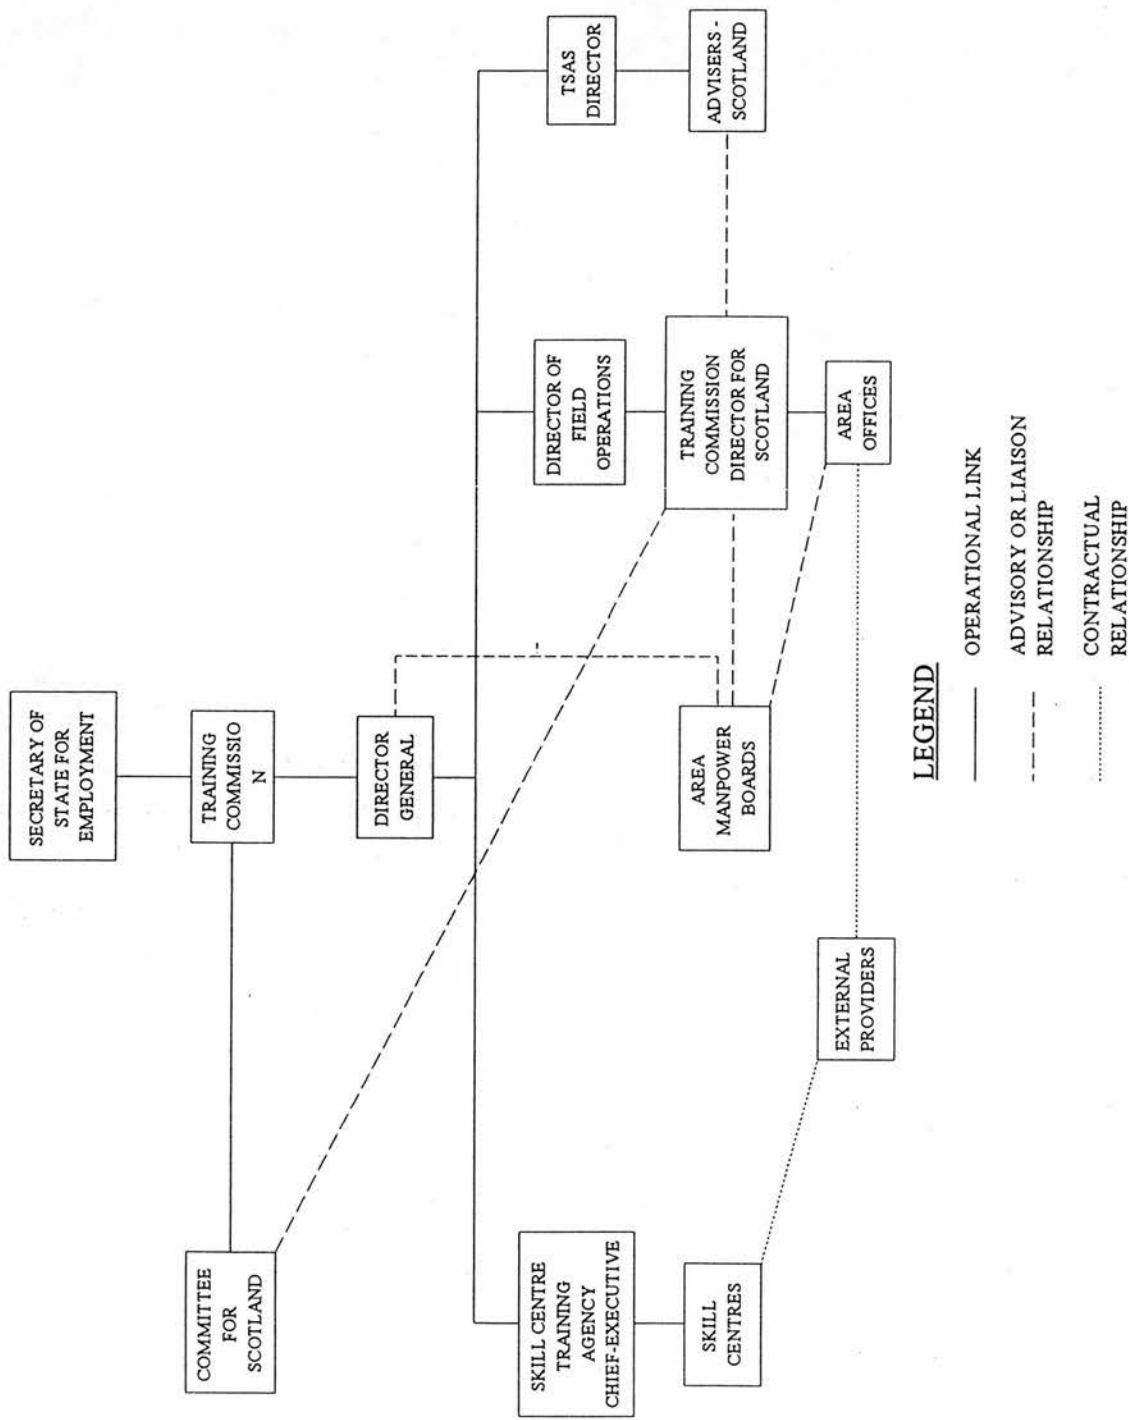 SECRETARY OF
STATE FOR
EMPLOYMENT
COMMITTEE
FOR
SCOTLAND
TRAINING
COMMISSIO
N
DIRECTOR
GENERAL
SKILL CENTRE
TRAINING
AGENCY
CHIEF-EXECUTIVE
DIRECTOR OF
FIELD
OPERATIONS
TSAS
DIRECTOR
SKILL
CENTRES
AREA
MANPOWER
BOARDS
TRAINING
COMMISSION
DIRECTOR FOR
SCOTLAND
ADVISERS -
SCOTLAND
EXTERNAL
PROVIDERS
AREA
OFFICES
LEGEND
OPERATIONAL LINK
ADVISORY OR LIAISON
RELATIONSHIP
CONTRACTUAL
RELATIONSHIP